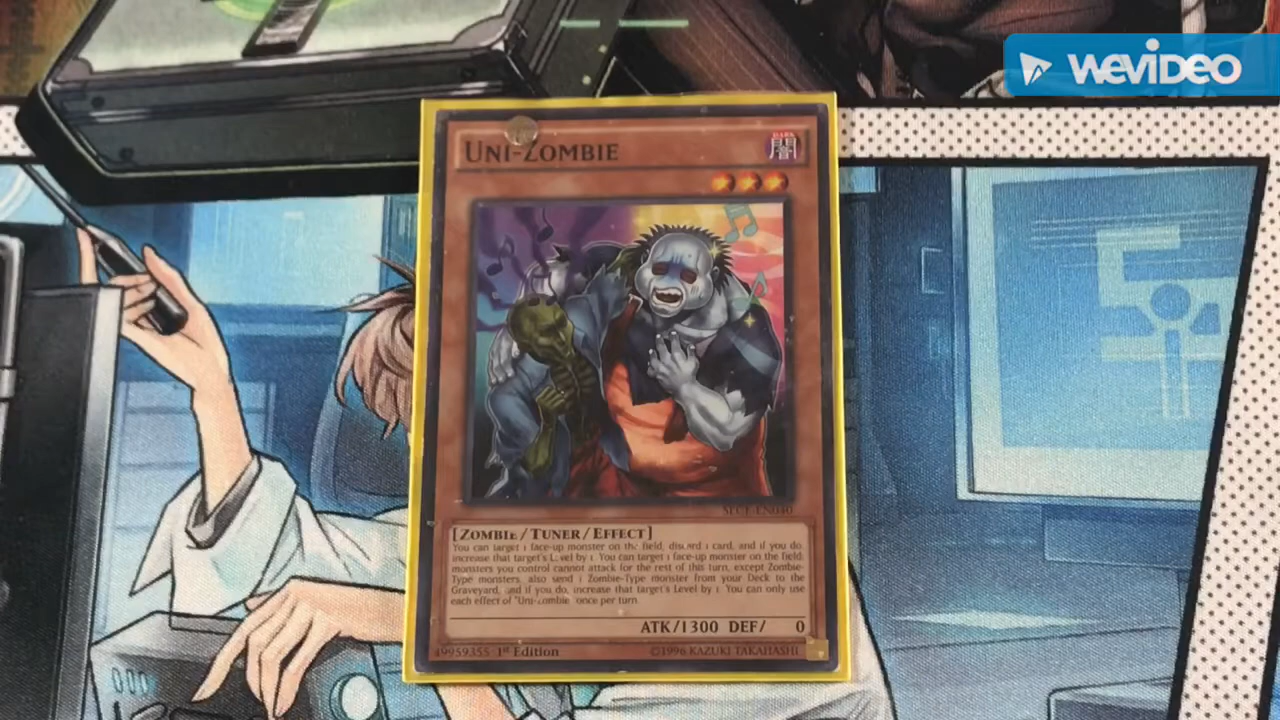 WEVIDEO
UNI-ZOMBIE
DARK
闇
SECE-EN040
[ZOMBIE/TUNER/EFFECT]
You can target 1 face-up monster on the field, discard 1 card, and if you do
increase that target's Level by 1. You can target 1 face-up monster on the field
monsters you control cannot attack for the rest of this turn, except Zombie-
Type monsters, also send 1 Zombie-Type monster from your Deck to the
Graveyard, and if you do, increase that target's Level by 1. You can only use
each effect of "Uni-Zombie" once per turn.
ATK/1300 DEF/ 0
49959355 1st Edition ©1996 KAZUKI TAKAHASHI